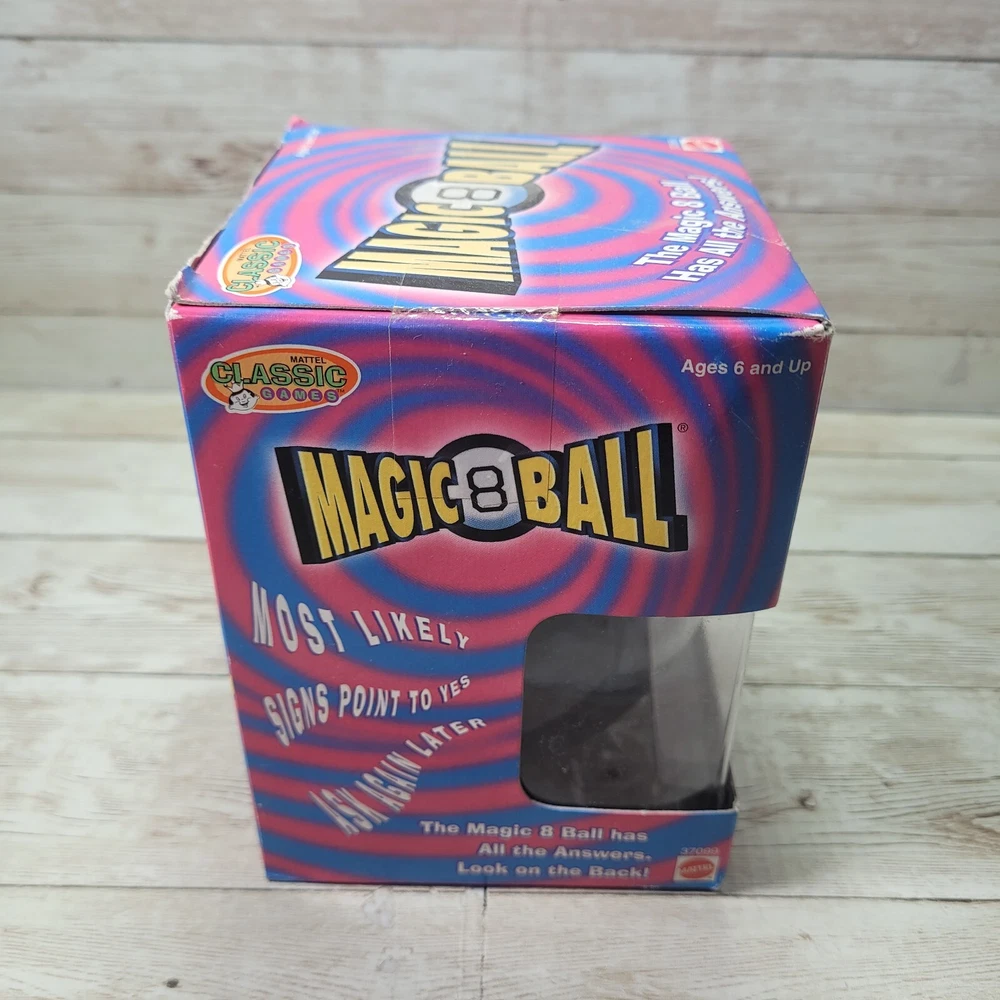 MAGIC 8 BALL
CLASSIC
GAMES
The Magic 8 Ball
Has All the Answers!
MATTEL
CLASSIC
GAMES™
Ages 6 and Up
MAGIC 8 BALL®
MOST LIKELY
SIGNS POINT TO YES
ASK AGAIN LATER
The Magic 8 Ball has
All the Answers.
Look on the Back!
MATTEL